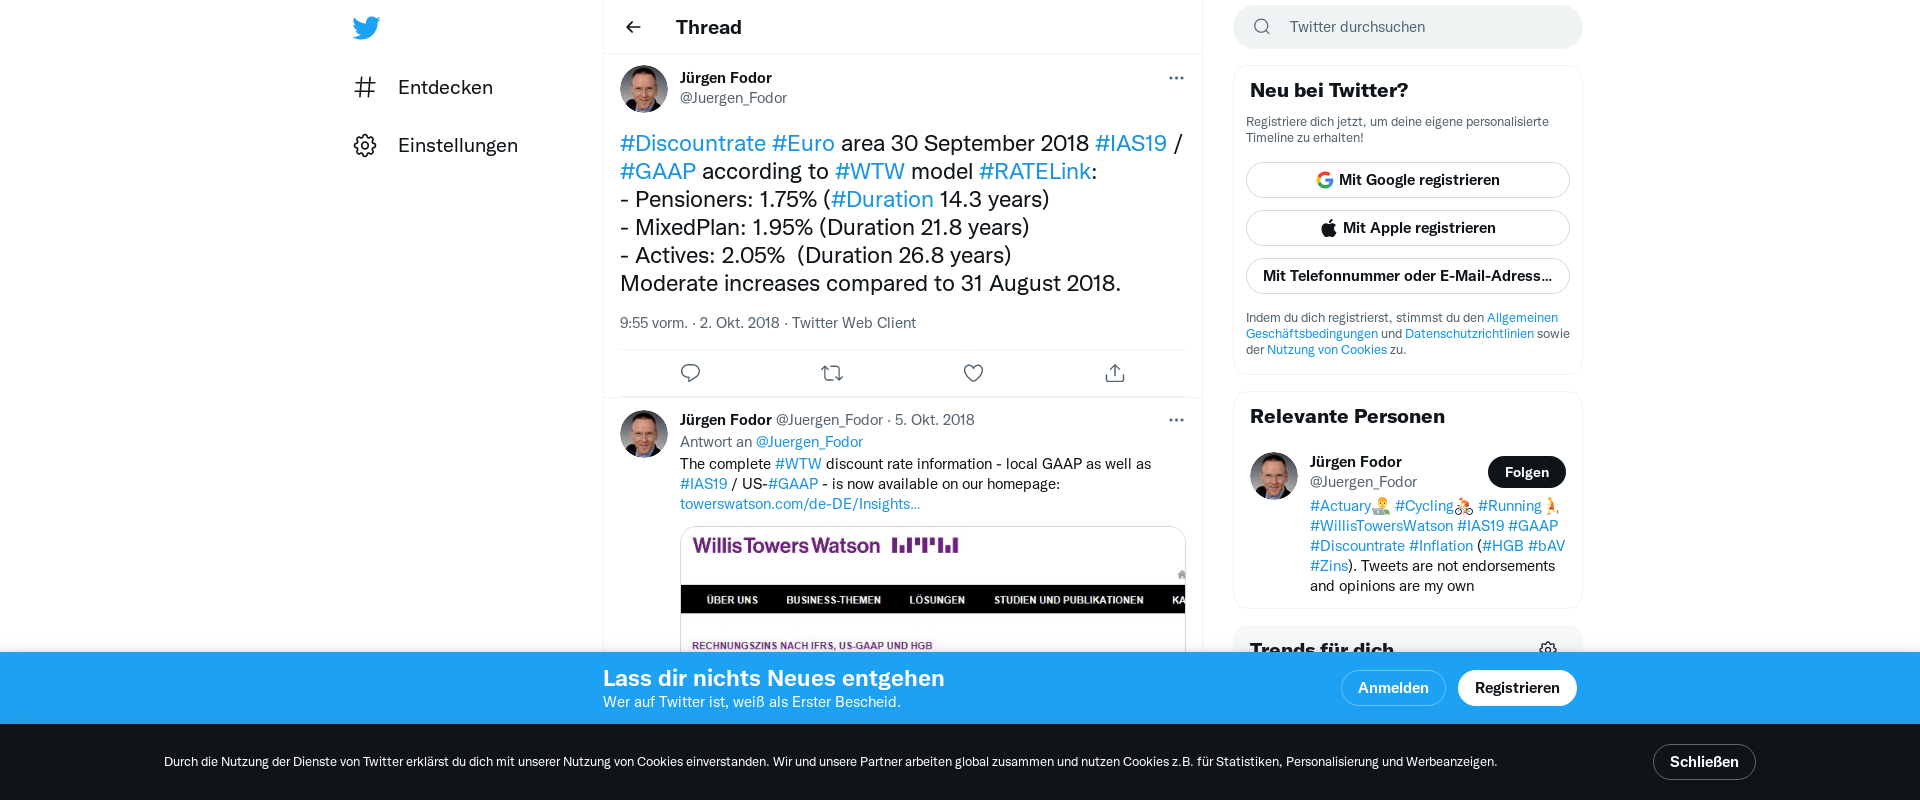 Entdecken
Einstellungen
Thread
Jürgen Fodor
@Juergen_Fodor
#Discountrate #Euro area 30 September 2018 #IAS19 /
#GAAP according to #WTW model #RATELink:
- Pensioners: 1.75% (#Duration 14.3 years)
- MixedPlan: 1.95% (Duration 21.8 years)
- Actives: 2.05%  (Duration 26.8 years)
Moderate increases compared to 31 August 2018.
9:55 vorm. · 2. Okt. 2018 · Twitter Web Client
Jürgen Fodor @Juergen_Fodor · 5. Okt. 2018
Antwort an @Juergen_Fodor
The complete #WTW discount rate information - local GAAP as well as
#IAS19 / US-#GAAP - is now available on our homepage:
towerswatson.com/de-DE/Insights...
WillisTowersWatson
ÜBER UNS BUSINESS-THEMEN LÖSUNGEN STUDIEN UND PUBLIKATIONEN KA
RECHNUNGSZINS NACH IFRS, US-GAAP UND HGB
Twitter durchsuchen
Neu bei Twitter?
Registriere dich jetzt, um deine eigene personalisierte
Timeline zu erhalten!
Mit Google registrieren
Mit Apple registrieren
Mit Telefonnummer oder E-Mail-Adress...
Indem du dich registrierst, stimmst du den Allgemeinen
Geschäftsbedingungen und Datenschutzrichtlinien sowie
der Nutzung von Cookies zu.
Relevante Personen
Jürgen Fodor
@Juergen_Fodor
Folgen
#Actuary👨‍💻 #Cycling🚴 #Running🏃
#WillisTowersWatson #IAS19 #GAAP
#Discountrate #Inflation (#HGB #bAV
#Zins). Tweets are not endorsements
and opinions are my own
Trends für dich
Lass dir nichts Neues entgehen
Wer auf Twitter ist, weiß als Erster Bescheid.
Anmelden
Registrieren
Durch die Nutzung der Dienste von Twitter erklärst du dich mit unserer Nutzung von Cookies einverstanden. Wir und unsere Partner arbeiten global zusammen und nutzen Cookies z.B. für Statistiken, Personalisierung und Werbeanzeigen.
Schließen